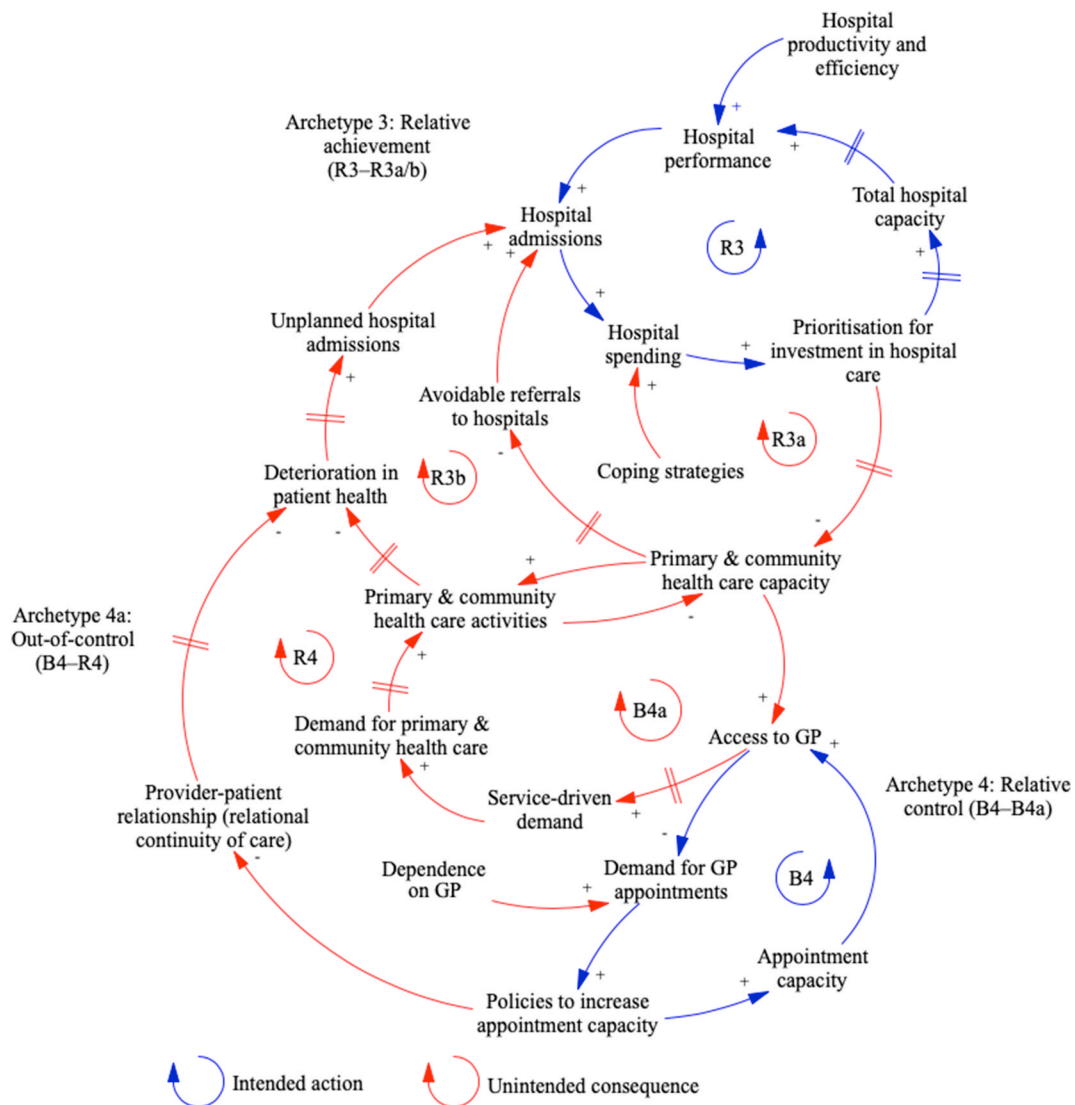 Hospital
productivity and
efficiency
+
Archetype 3: Relative
achievement
(R3–R3a/b)
Hospital
performance
+
+
Total hospital
capacity
+
Hospital
admissions
+
+
R3
+
Unplanned hospital
admissions
+
Hospital
spending
+
+
Prioritisation for
investment in hospital
care
Avoidable referrals
to hospitals
-
Coping strategies
R3a
Deterioration in
patient health
-
-
R3b
-
Primary & community
health care capacity
+
Primary & community
health care activities
-
+
Archetype 4a:
Out-of-control
(B4–R4)
R4
B4a
+
Demand for primary &
community health care
+
Access to GP
+
Provider-patient
relationship (relational
continuity of care)
-
Service-driven
demand
+
-
Archetype 4: Relative
control (B4–B4a)
Dependence
on GP
+
Demand for GP
appointments
B4
Appointment
capacity
+
+
Policies to increase
appointment capacity
Intended action
Unintended consequence